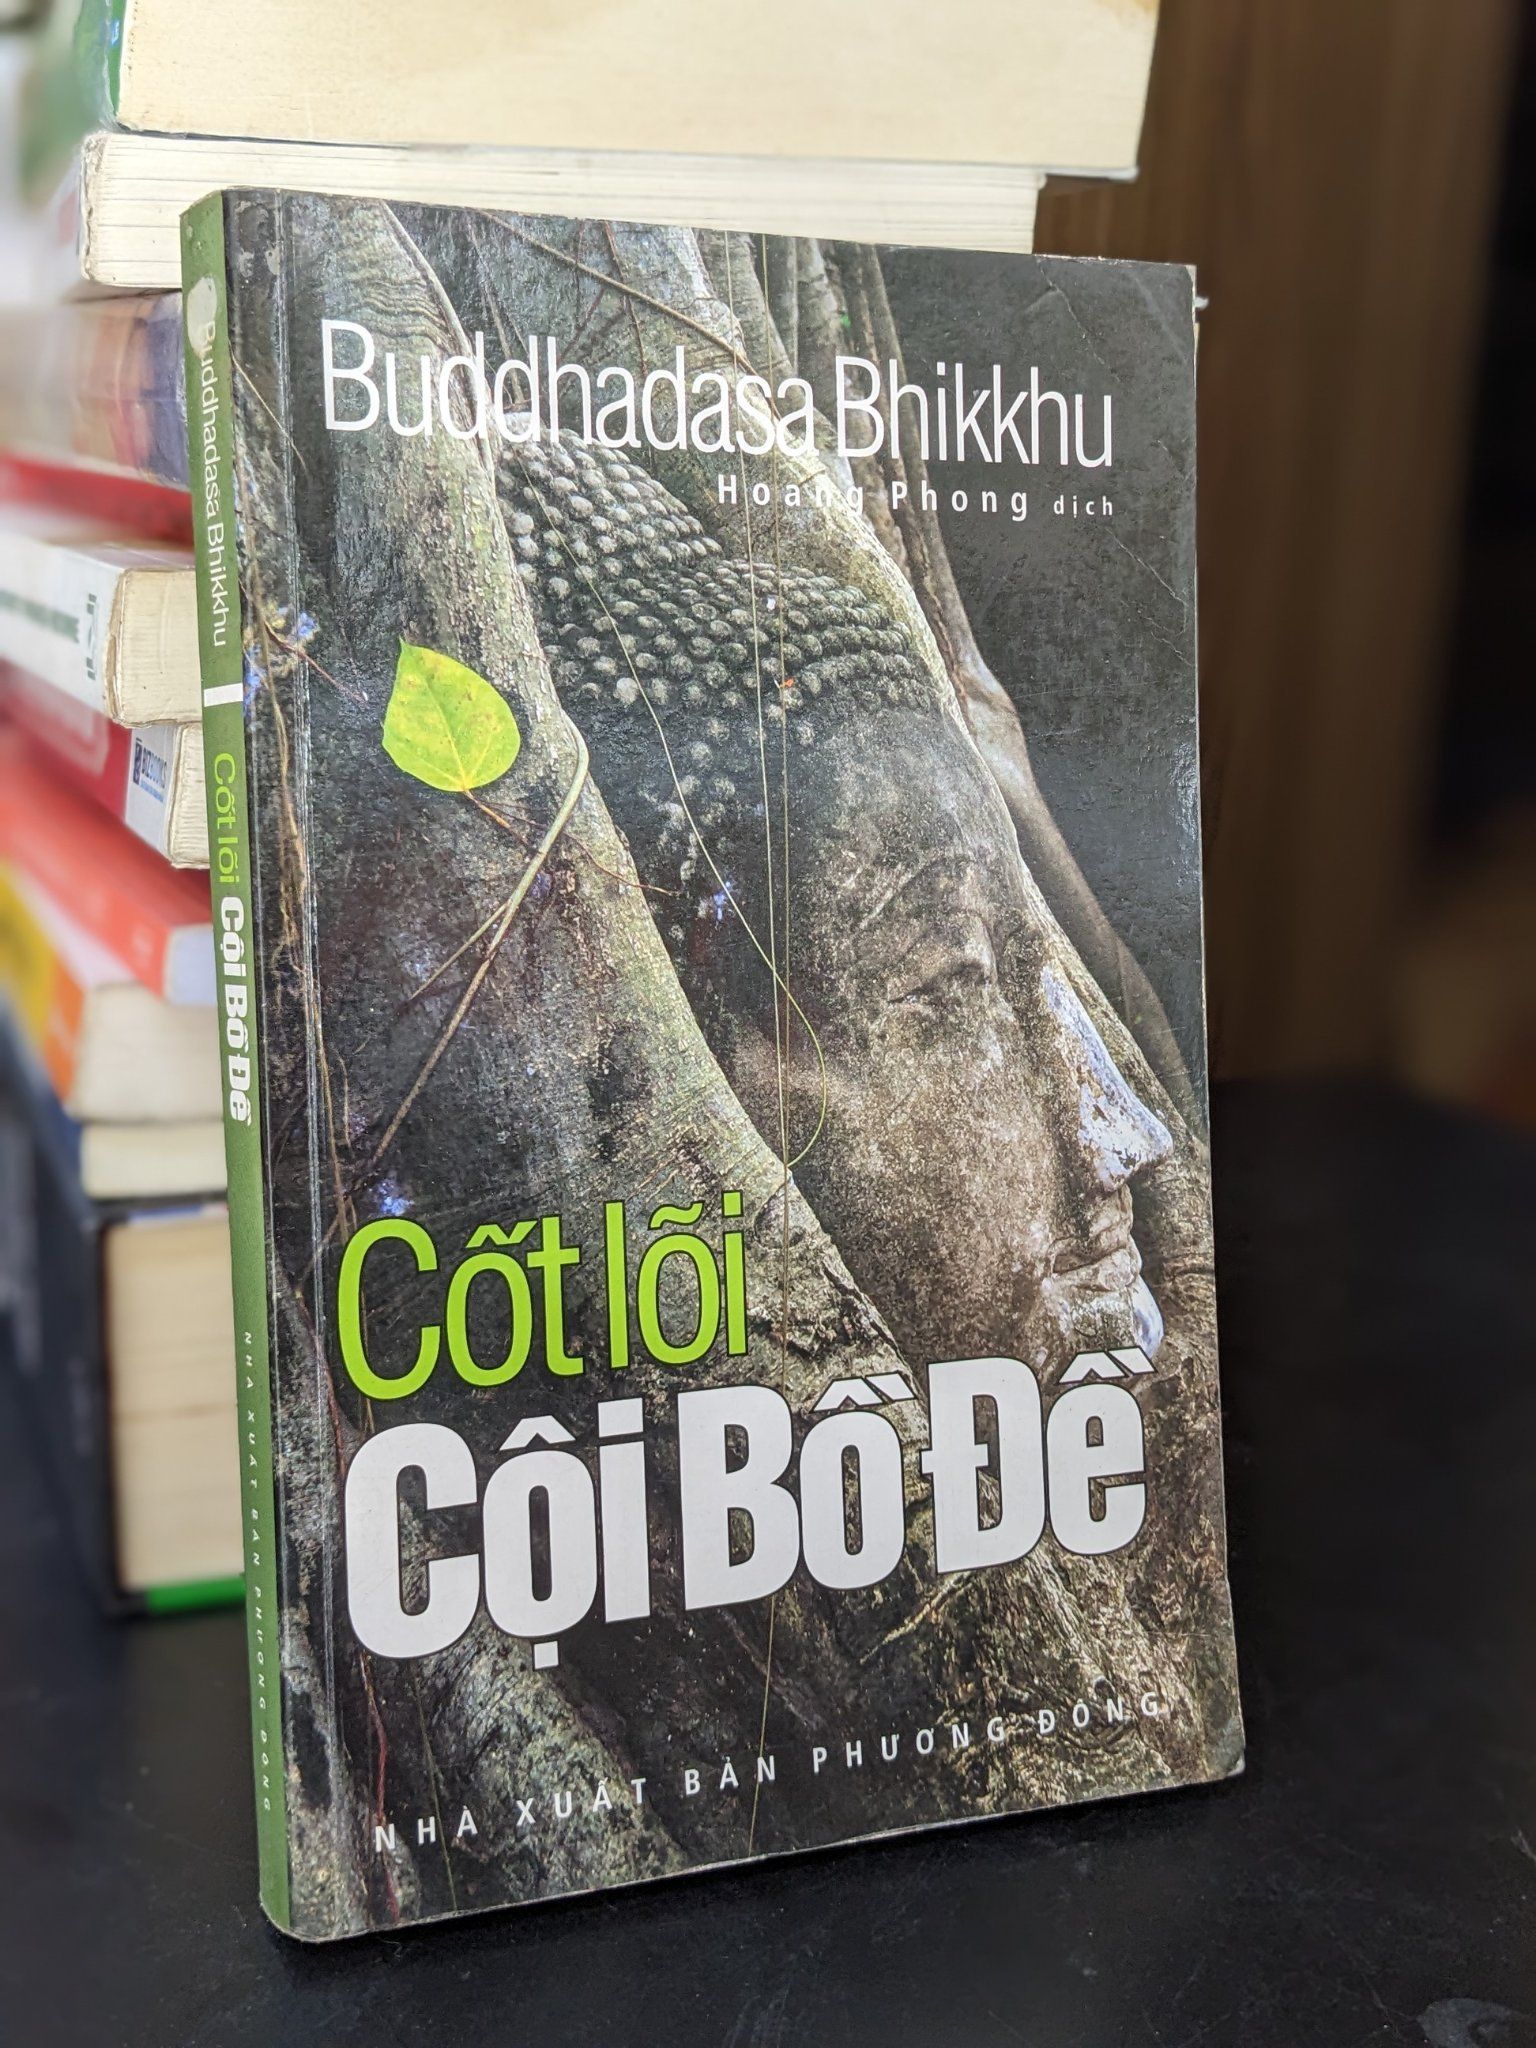 Buddhadasa Bhikkhu
Hoang Phong dịch
Cốt lõi
Cội Bồ Đề
NHÀ XUẤT BẢN PHƯƠNG ĐÔNG
Buddhadasa Bhikkhu
Cốt lõi Cội Bồ Đề
NHÀ XUẤT BẢN PHƯƠNG ĐÔNG
BIZBOOKS